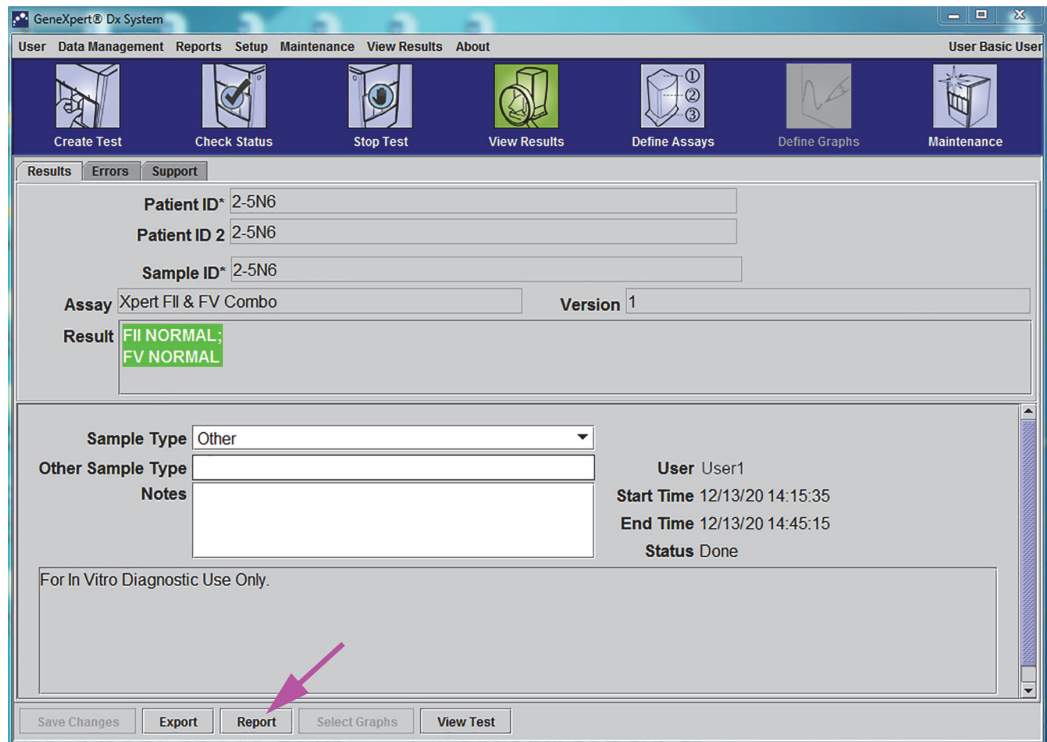 GeneXpert® Dx System
User Data Management Reports Setup Maintenance View Results About User Basic User
① ② ③
Create Test Check Status Stop Test View Results Define Assays Define Graphs Maintenance
Results Errors Support
Patient ID* 2-5N6
Patient ID 2 2-5N6
Sample ID* 2-5N6
Assay Xpert FII & FV Combo Version 1
Result FII NORMAL;
FV NORMAL
Sample Type Other
Other Sample Type User User1
Notes Start Time 12/13/20 14:15:35
End Time 12/13/20 14:45:15
Status Done
For In Vitro Diagnostic Use Only.
Save Changes Export Report Select Graphs View Test